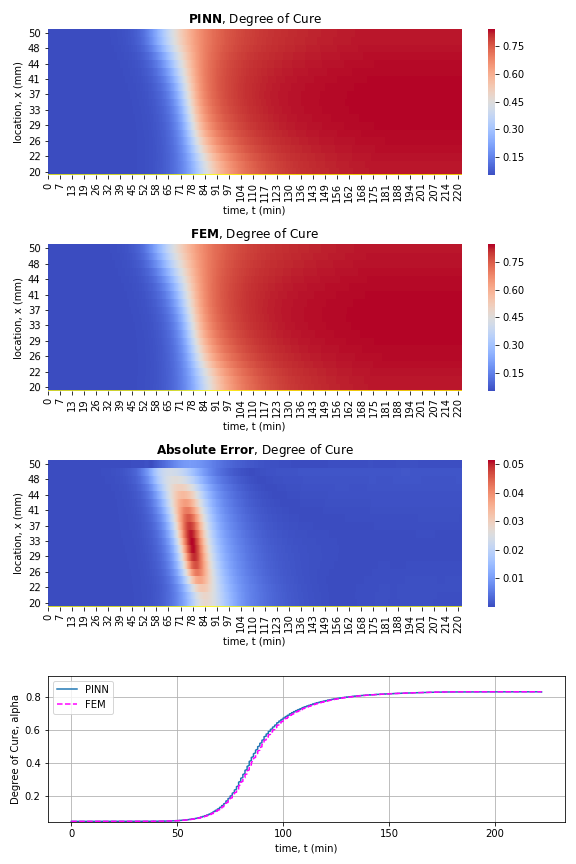 PINN, Degree of Cure
50
48
44
41
37
33
29
26
22
20
location, x (mm)
0 7 13 19 26 32 39 45 52 58 65 71 78 84 91 97 104 110 117 123 130 136 143 149 156 162 168 175 181 188 194 201 207 214 220
time, t (min)
0.75
0.60
0.45
0.30
0.15
FEM, Degree of Cure
50
48
44
41
37
33
29
26
22
20
location, x (mm)
0 7 13 19 26 32 39 45 52 58 65 71 78 84 91 97 104 110 117 123 130 136 143 149 156 162 168 175 181 188 194 201 207 214 220
time, t (min)
0.75
0.60
0.45
0.30
0.15
Absolute Error, Degree of Cure
50
48
44
41
37
33
29
26
22
20
location, x (mm)
0 7 13 19 26 32 39 45 52 58 65 71 78 84 91 97 104 110 117 123 130 136 143 149 156 162 168 175 181 188 194 201 207 214 220
time, t (min)
0.05
0.04
0.03
0.02
0.01
PINN
FEM
0.8
0.6
0.4
0.2
Degree of Cure, alpha
0 50 100 150 200
time, t (min)